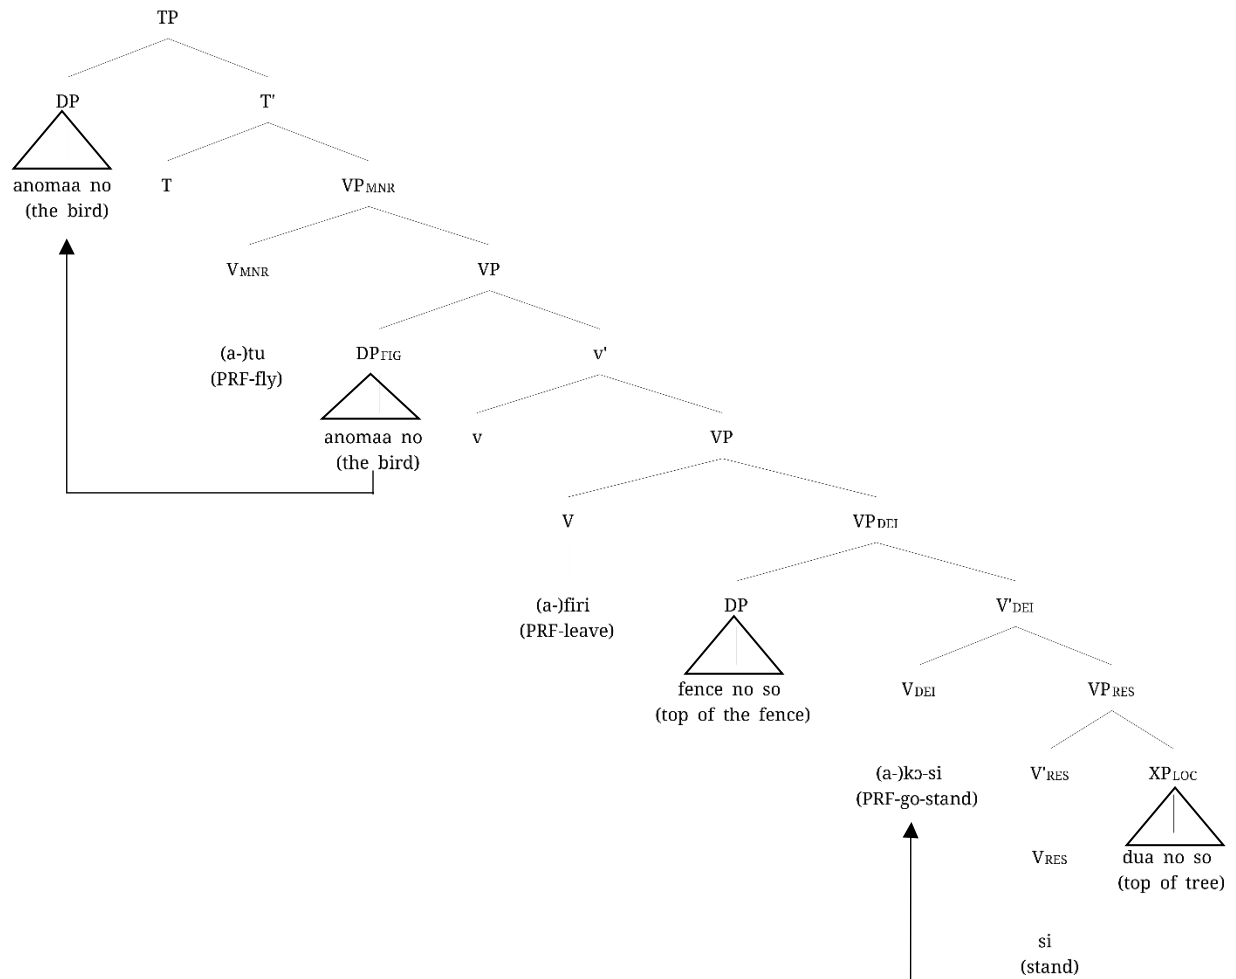 TP
DP T'
anomaa no T VPMNR
(the bird)
VMNR VP
(a-)tu DPFIG v'
(PRF-fly)
anomaa no v VP
(the bird)
V VPDEI
(a-)firi DP V'DEI
(PRF-leave)
fence no so VDEI VPRES
(top of the fence)
(a-)kɔ-si V'RES XPLOC
(PRF-go-stand)
VRES dua no so
(top of tree)
si
(stand)